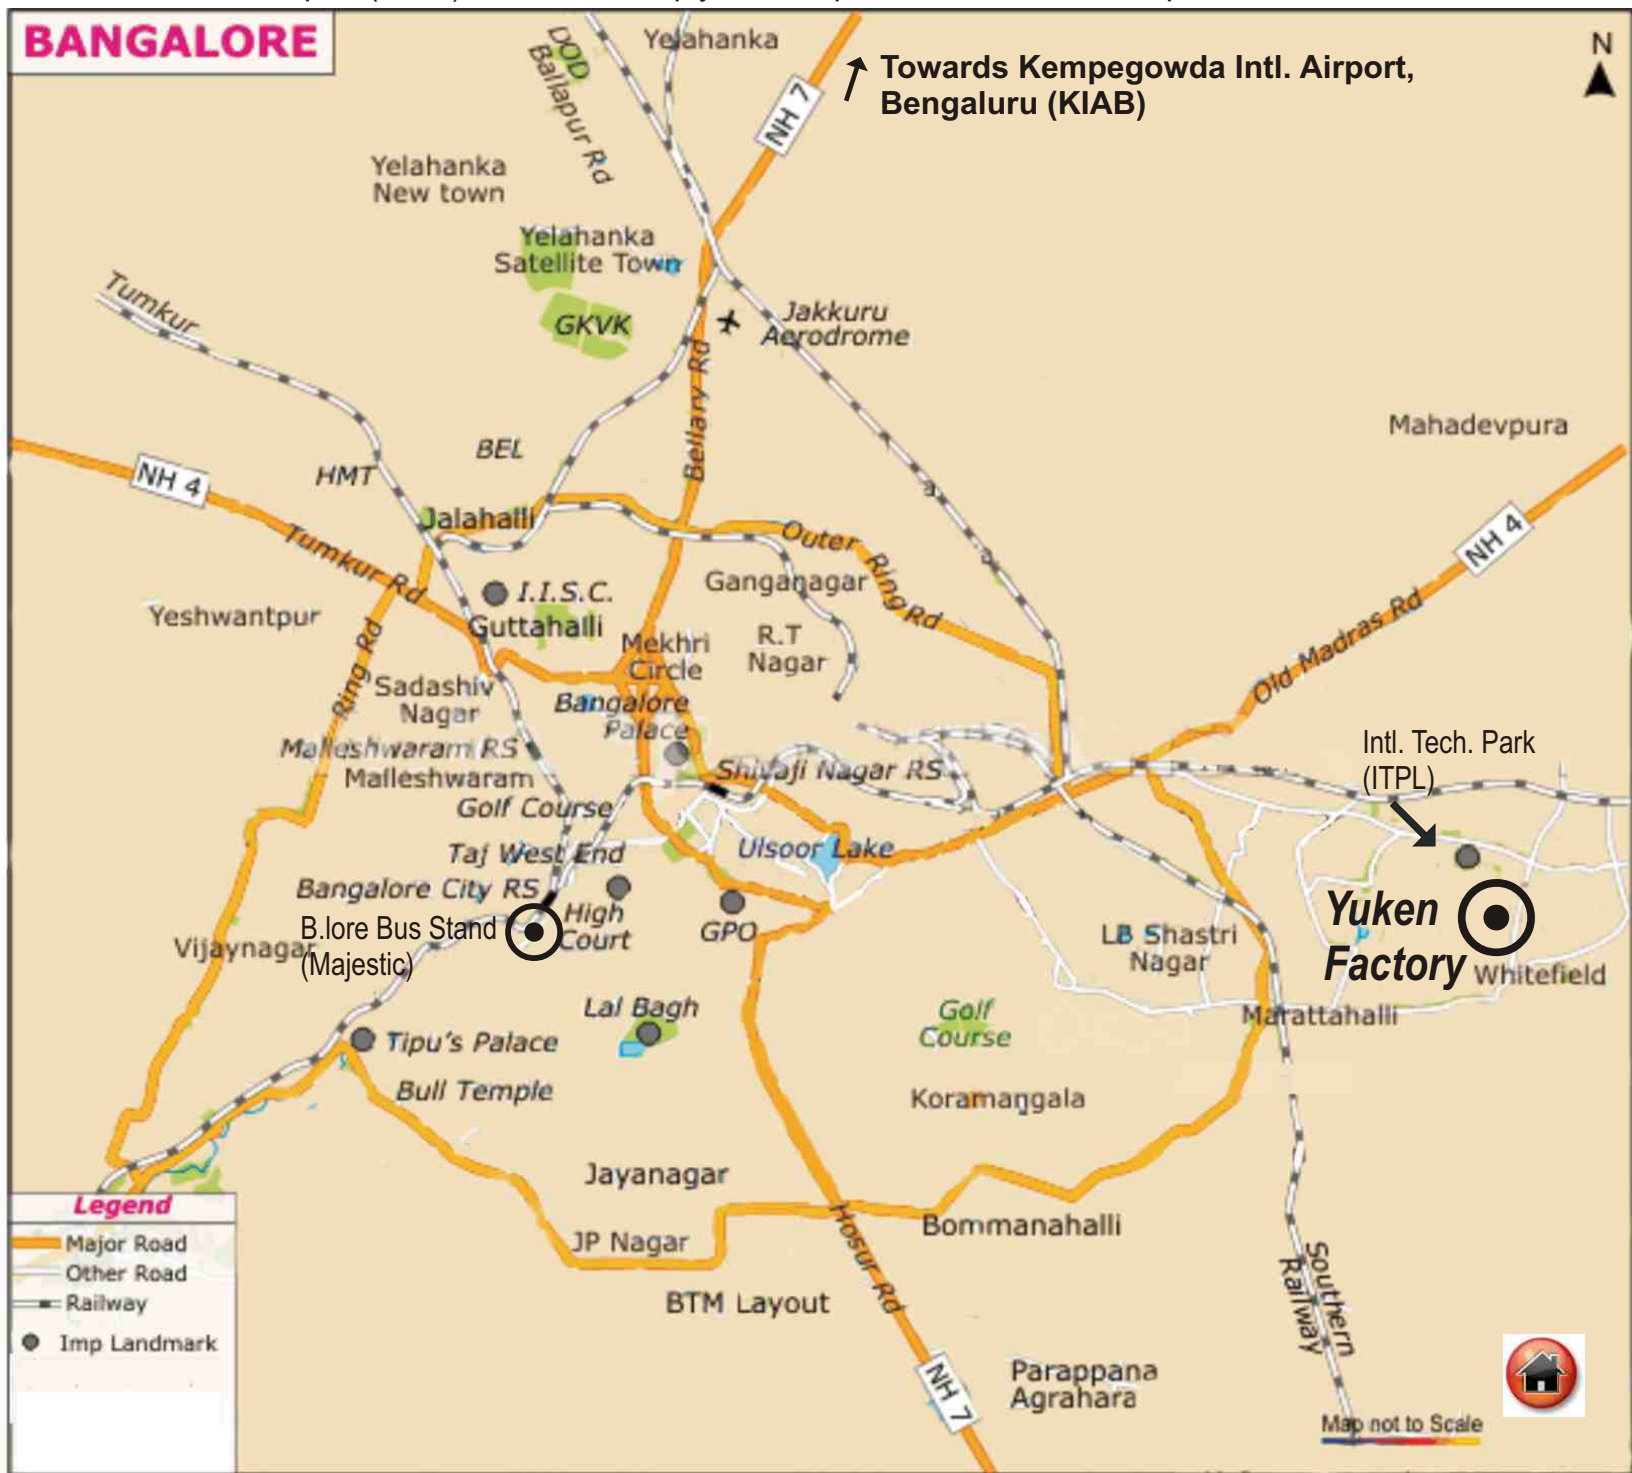 BANGALORE
Yelahanka
N
DOD
Ballapur Rd
NH 7
Towards Kempegowda Intl. Airport,
Bengaluru (KIAB)
Yelahanka
New town
Yelahanka
Satellite Town
GKVK
Tumkur
Jakkuru
Aerodrome
Bellary Rd
Mahadevpura
BEL
HMT
NH 4
Jalahalli
Tumkur Rd
Outer Ring Rd
NH 4
Ganganagar
I.I.S.C.
Yeshwantpur
Guttahalli
Mekhri
Circle
R.T
Nagar
Old Madras Rd
Ring Rd
Sadashiv
Nagar
Bangalore
Palace
Malleshwaram RS
Malleshwaram
Shivaji Nagar RS
Intl. Tech. Park
(ITPL)
Golf Course
Taj West End
Ulsoor Lake
Bangalore City RS
B.lore Bus Stand
(Majestic)
High
Court
GPO
Vijaynagar
LB Shastri
Nagar
Yuken
Factory
Whitefield
Lal Bagh
Golf
Course
Marattahalli
Tipu's Palace
Bull Temple
Koramangala
Jayanagar
JP Nagar
Bommanahalli
Hosur Rd
BTM Layout
Southern
Railway
NH 7
Parappana
Agrahara
Legend
Major Road
Other Road
Railway
Imp Landmark
Map not to Scale